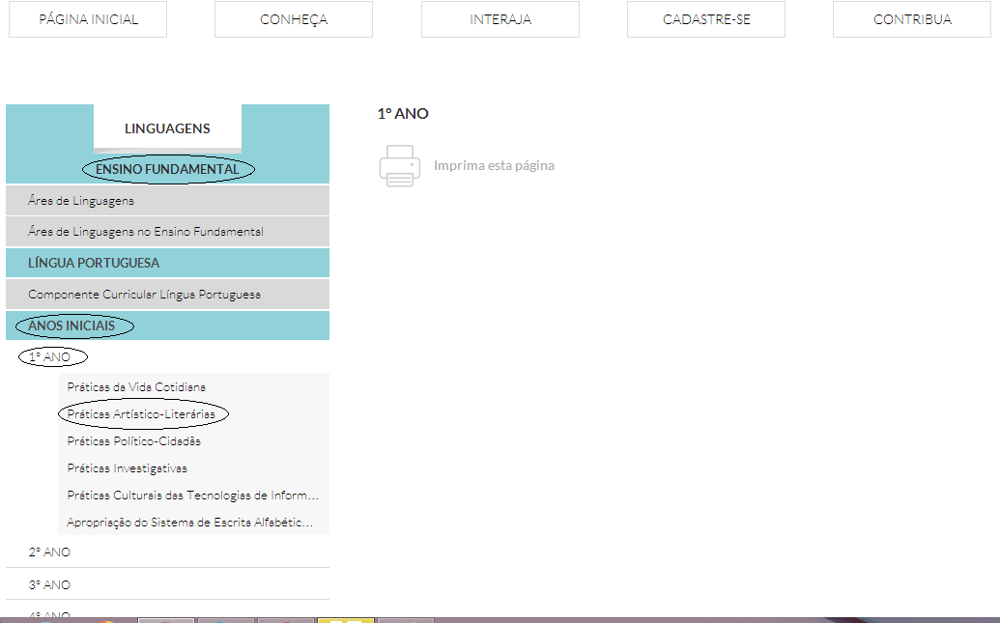 PÁGINA INICIAL
CONHEÇA
INTERAJA
CADASTRE-SE
CONTRIBUA
LINGUAGENS
ENSINO FUNDAMENTAL
Área de Linguagens
Área de Linguagens no Ensino Fundamental
LÍNGUA PORTUGUESA
Componente Curricular Língua Portuguesa
ANOS INICIAIS
1º ANO
Práticas da Vida Cotidiana
Práticas Artístico-Literárias
Práticas Político-Cidadãs
Práticas Investigativas
Práticas Culturais das Tecnologias de Inform...
Apropriação do Sistema de Escrita Alfabétic...
2º ANO
3º ANO
4º ANO
1º ANO
Imprima esta página